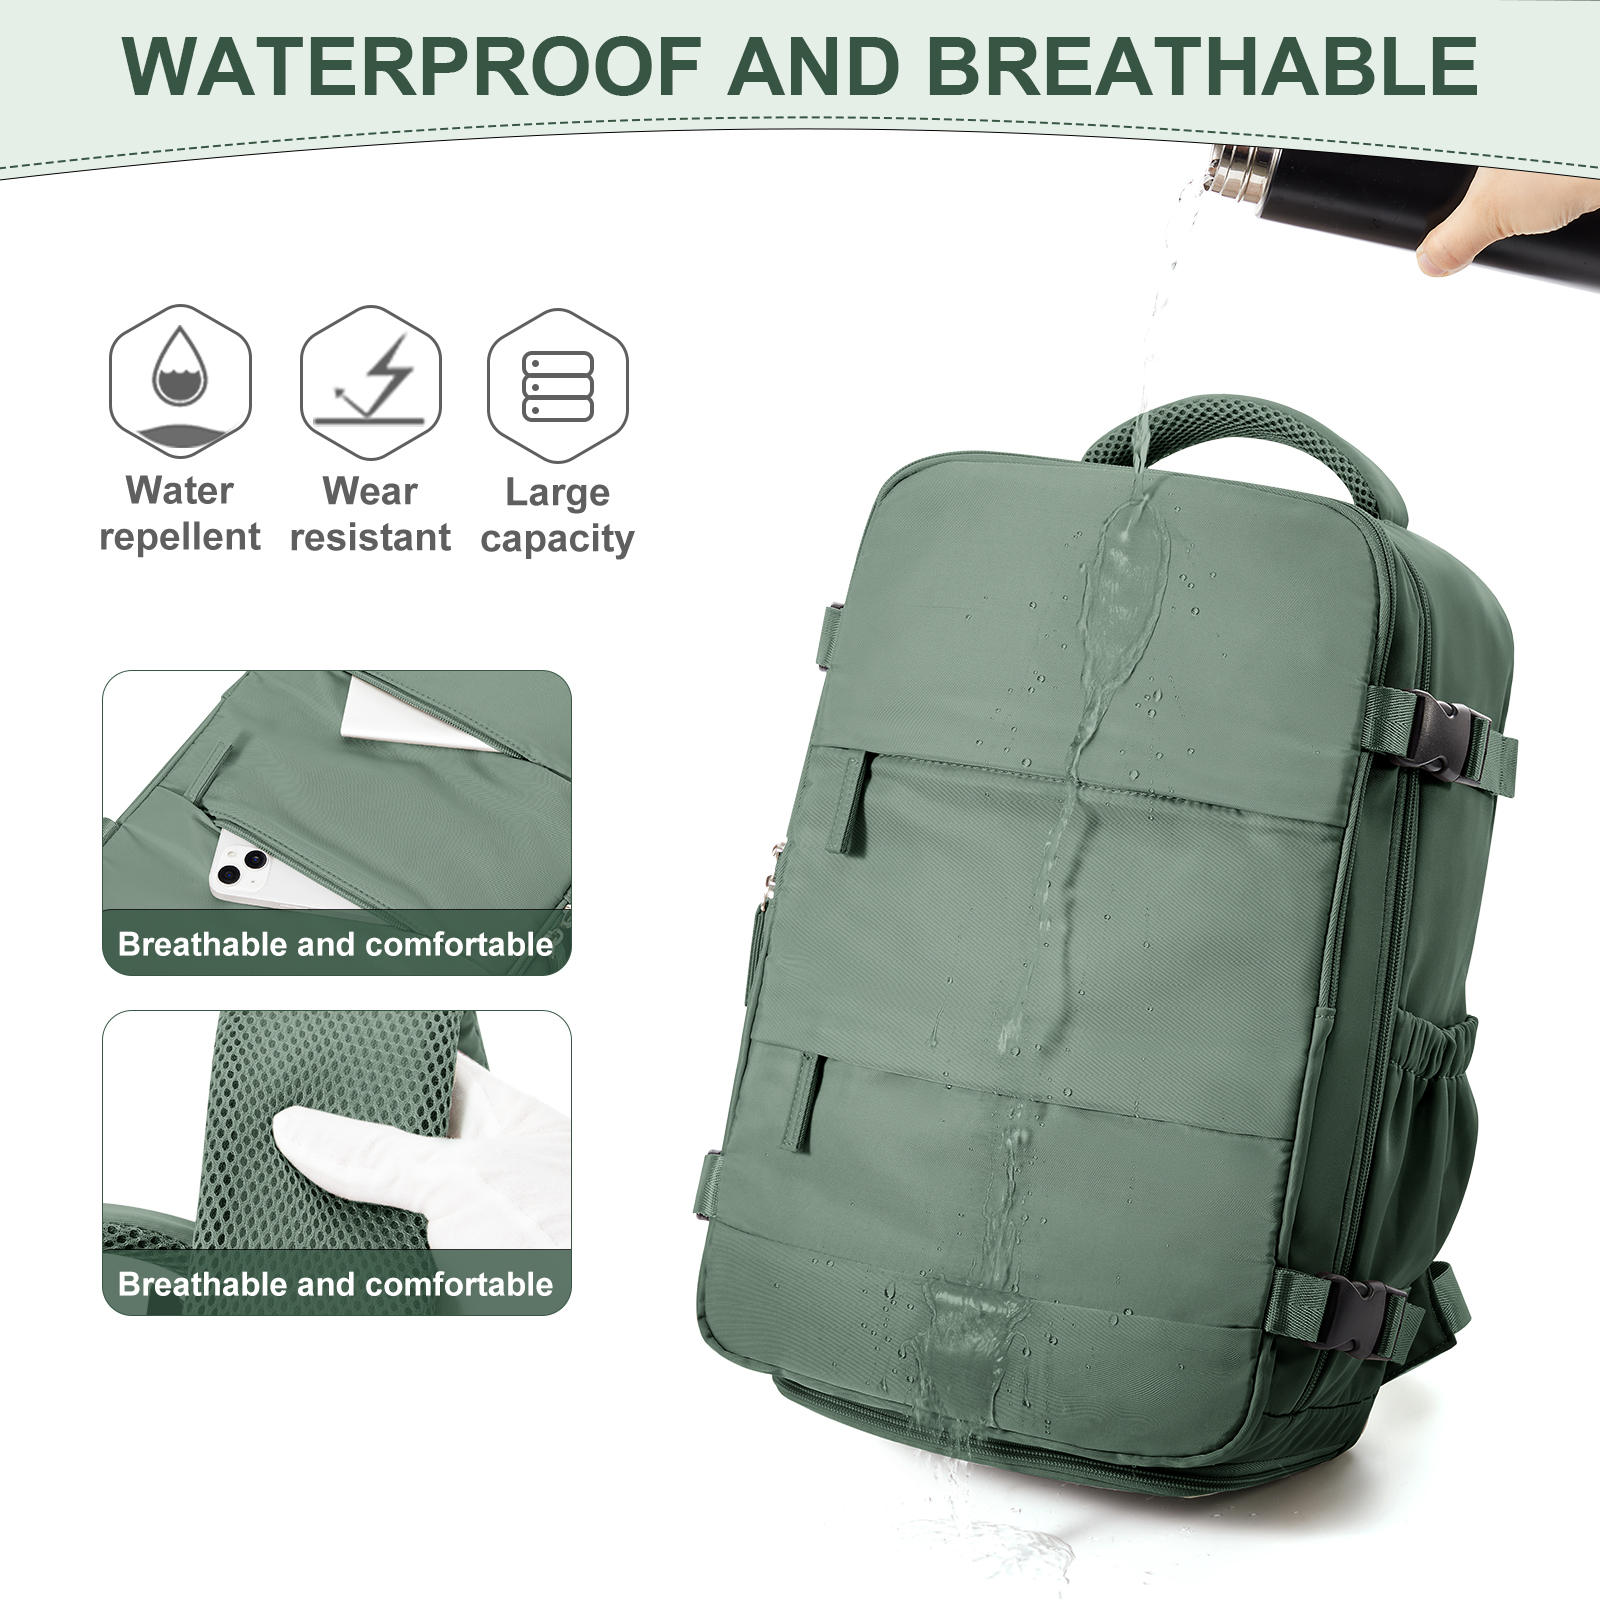 WATERPROOF AND BREATHABLE
Water
repellent
Wear
resistant
Large
capacity
Breathable and comfortable
Breathable and comfortable